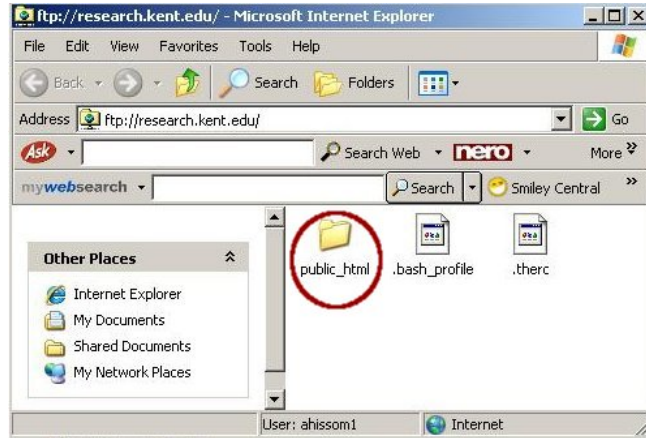 ftp://research.kent.edu/ - Microsoft Internet Explorer
File Edit View Favorites Tools Help
Back Search Folders
Address ftp://research.kent.edu/ Go
Ask Search Web nero More
mywebsearch Search Smiley Central
Other Places
Internet Explorer
My Documents
Shared Documents
My Network Places
public_html .bash_profile .therc
User: ahissom1 Internet